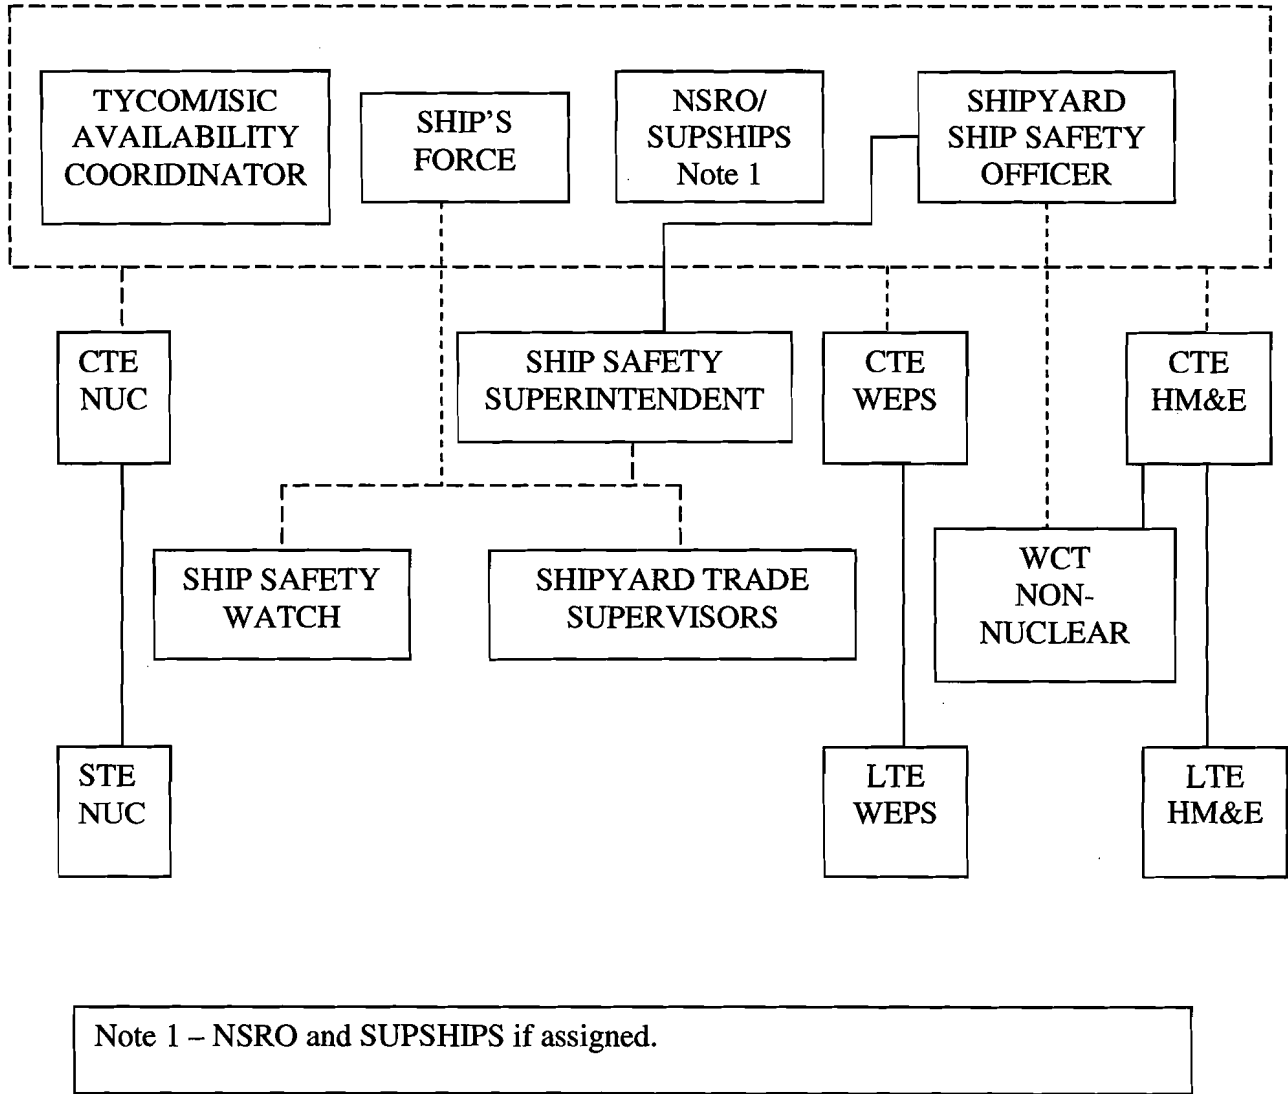 TYCOM/ISIC
AVAILABILITY
COORIDINATOR
SHIP'S
FORCE
NSRO/
SUPSHIPS
Note 1
SHIPYARD
SHIP SAFETY
OFFICER
CTE
NUC
SHIP SAFETY
SUPERINTENDENT
CTE
WEPS
CTE
HM&E
SHIP SAFETY
WATCH
SHIPYARD TRADE
SUPERVISORS
WCT
NON-
NUCLEAR
STE
NUC
LTE
WEPS
LTE
HM&E
Note 1 – NSRO and SUPSHIPS if assigned.